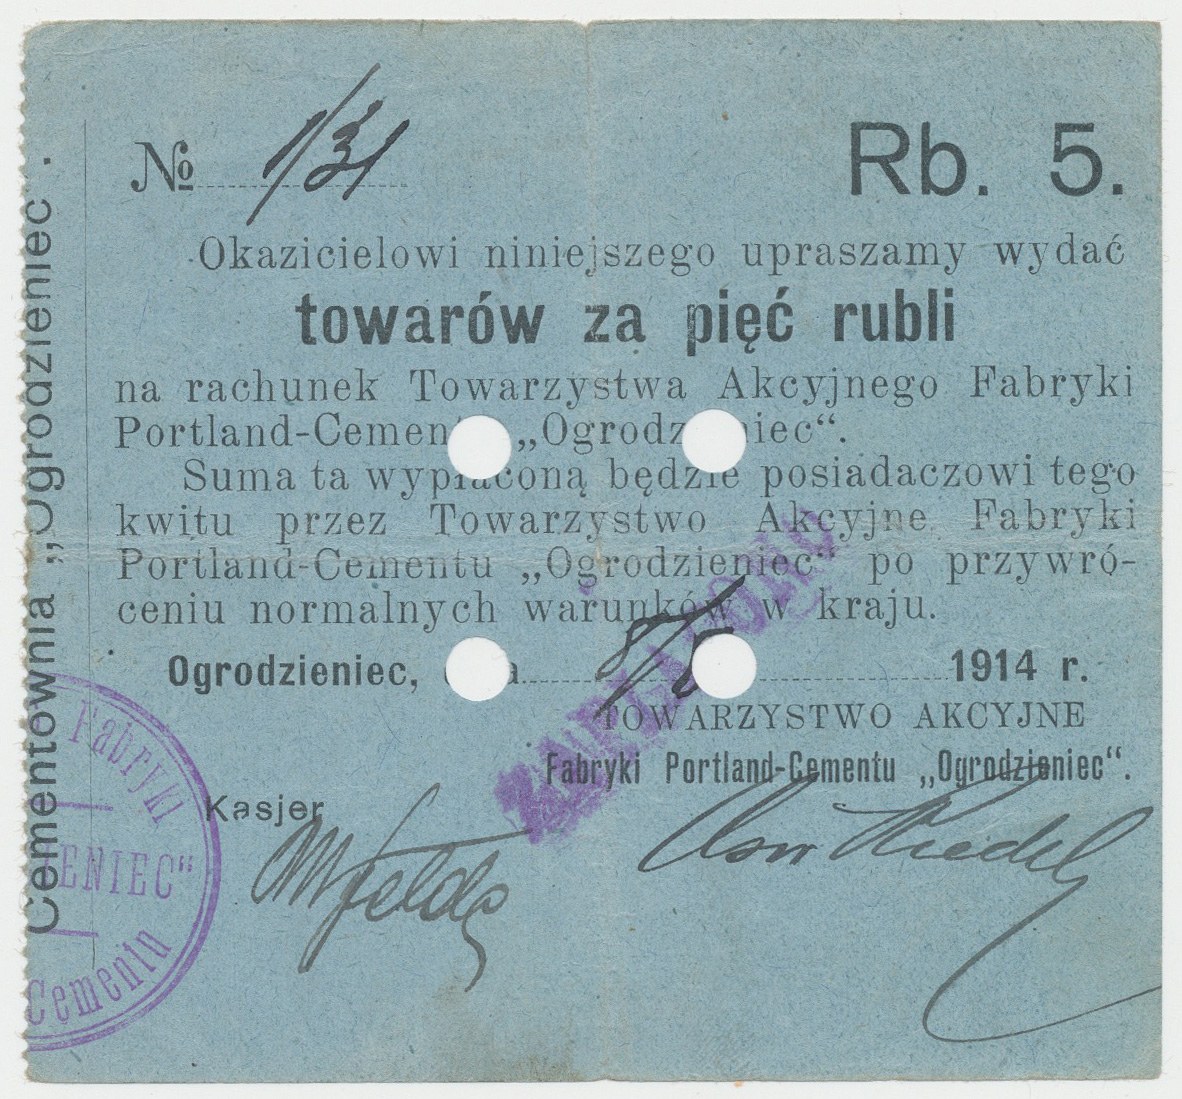 № 1/31
Rb. 5.
Okazicielowi niniejszego upraszamy wydać
towarów za pięć rubli
na rachunek Towarzystwa Akcyjnego Fabryki
Portland-Cementu „Ogrodzieniec“.
Suma ta wypłaconą będzie posiadaczowi tego
kwitu przez Towarzystwo Akcyjne Fabryki
Portland-Cementu „Ogrodzieniec“ po przywró-
ceniu normalnych warunków w kraju.
Ogrodzieniec, 1914 r.
TOWARZYSTWO AKCYJNE
Fabryki Portland-Cementu „Ogrodzieniec“.
Kasjer
Cementownia „Ogrodzieniec“.
Fabryki
ENIEC“
Cementu